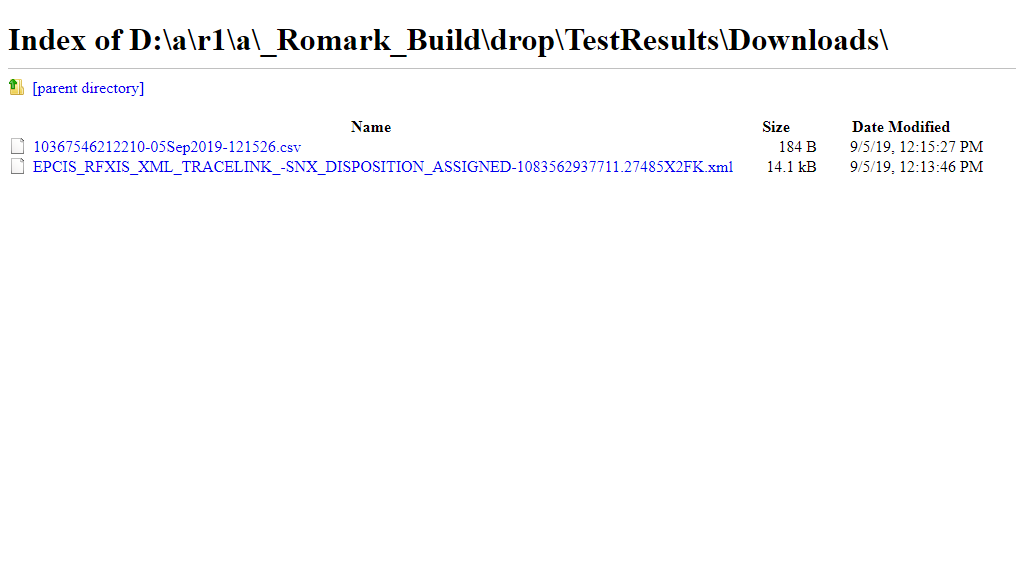 Index of D:\a\r1\a\_Romark_Build\drop\TestResults\Downloads\
[parent directory]
Name Size Date Modified
10367546212210-05Sep2019-121526.csv 184 B 9/5/19, 12:15:27 PM
EPCIS_RFXIS_XML_TRACELINK_-SNX_DISPOSITION_ASSIGNED-1083562937711.27485X2FK.xml 14.1 kB 9/5/19, 12:13:46 PM